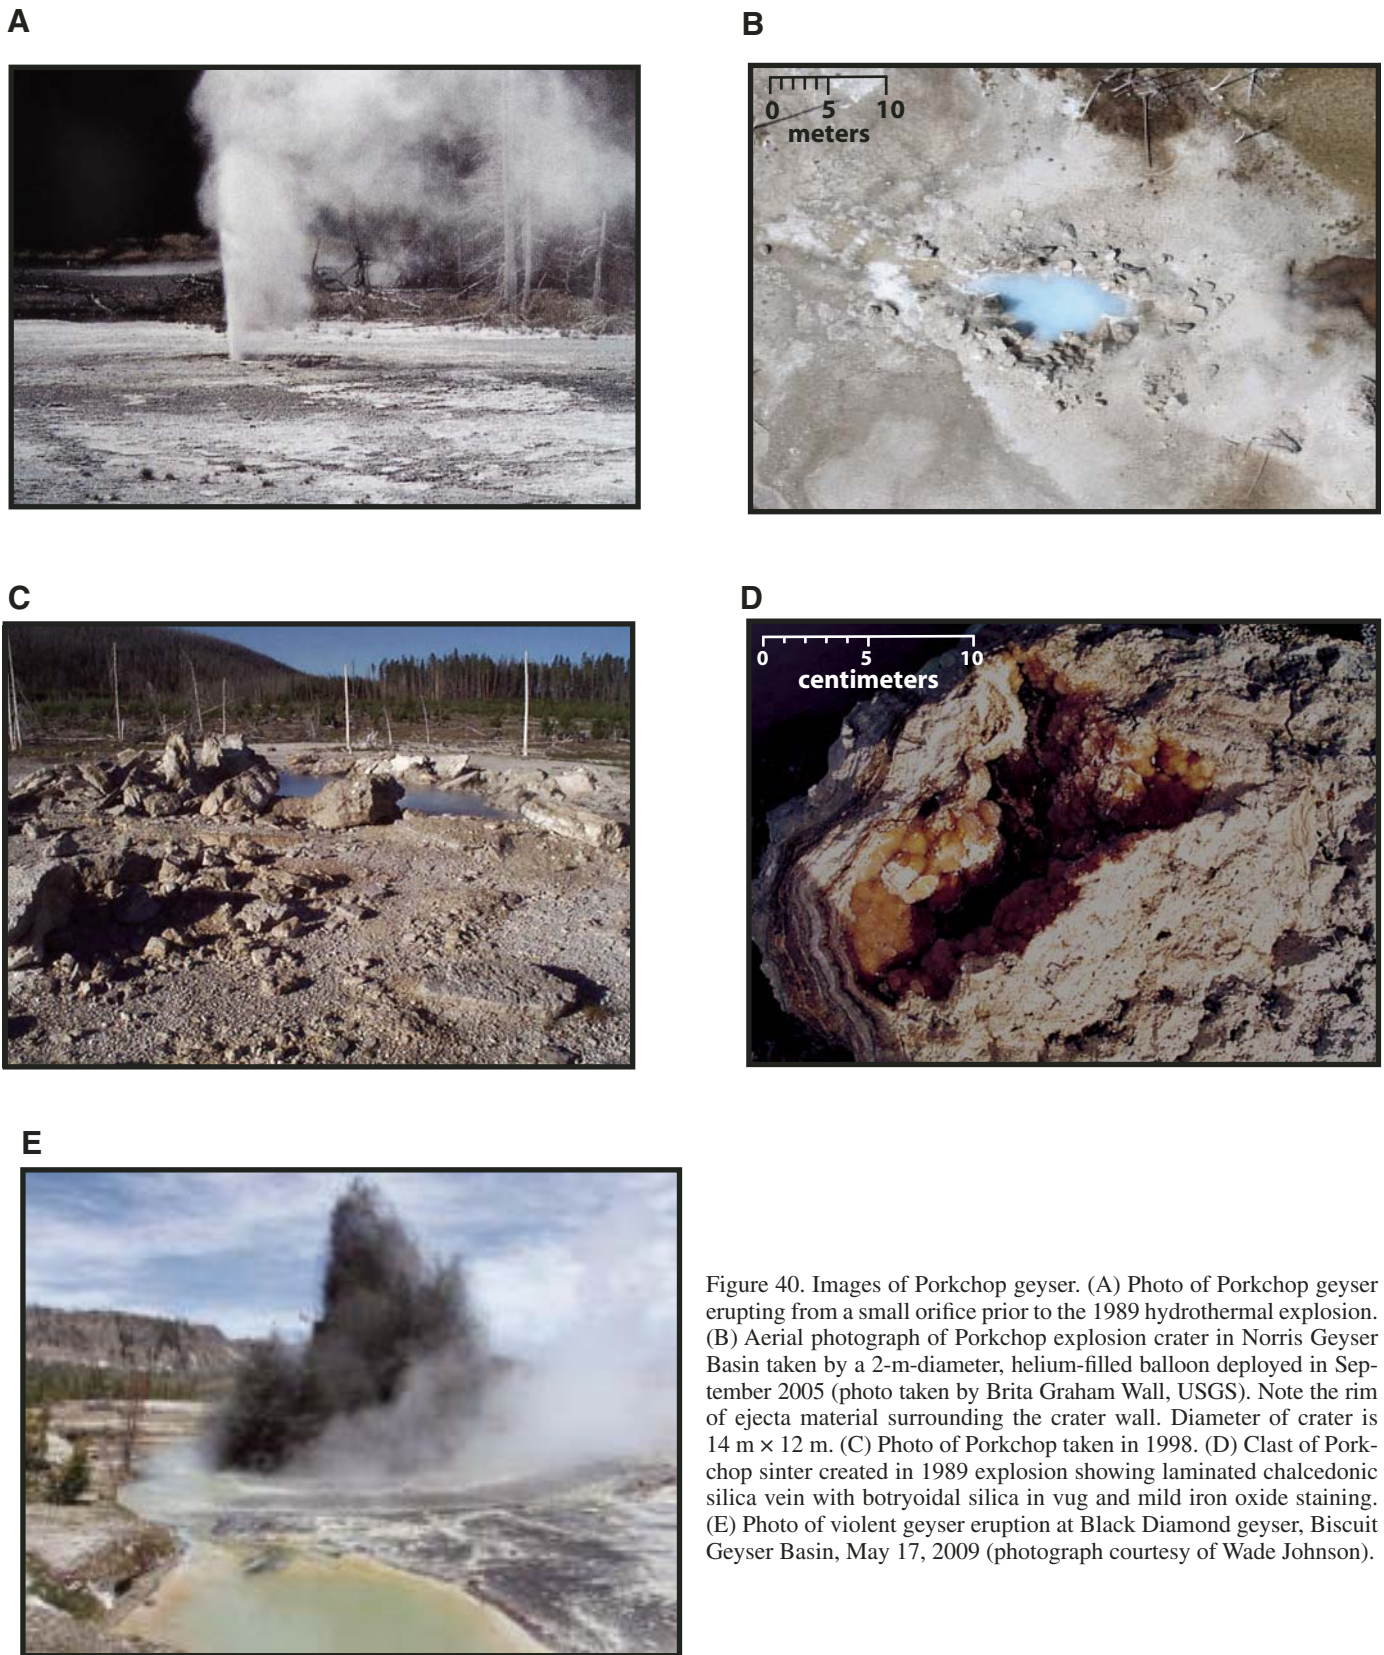 A
B
0 5 10
meters
C
D
0 5 10
centimeters
E
Figure 40. Images of Porkchop geyser. (A) Photo of Porkchop geyser
erupting from a small orifice prior to the 1989 hydrothermal explosion.
(B) Aerial photograph of Porkchop explosion crater in Norris Geyser
Basin taken by a 2-m-diameter, helium-filled balloon deployed in Sep-
tember 2005 (photo taken by Brita Graham Wall, USGS). Note the rim
of ejecta material surrounding the crater wall. Diameter of crater is
14 m × 12 m. (C) Photo of Porkchop taken in 1998. (D) Clast of Pork-
chop sinter created in 1989 explosion showing laminated chalcedonic
silica vein with botryoidal silica in vug and mild iron oxide staining.
(E) Photo of violent geyser eruption at Black Diamond geyser, Biscuit
Geyser Basin, May 17, 2009 (photograph courtesy of Wade Johnson).